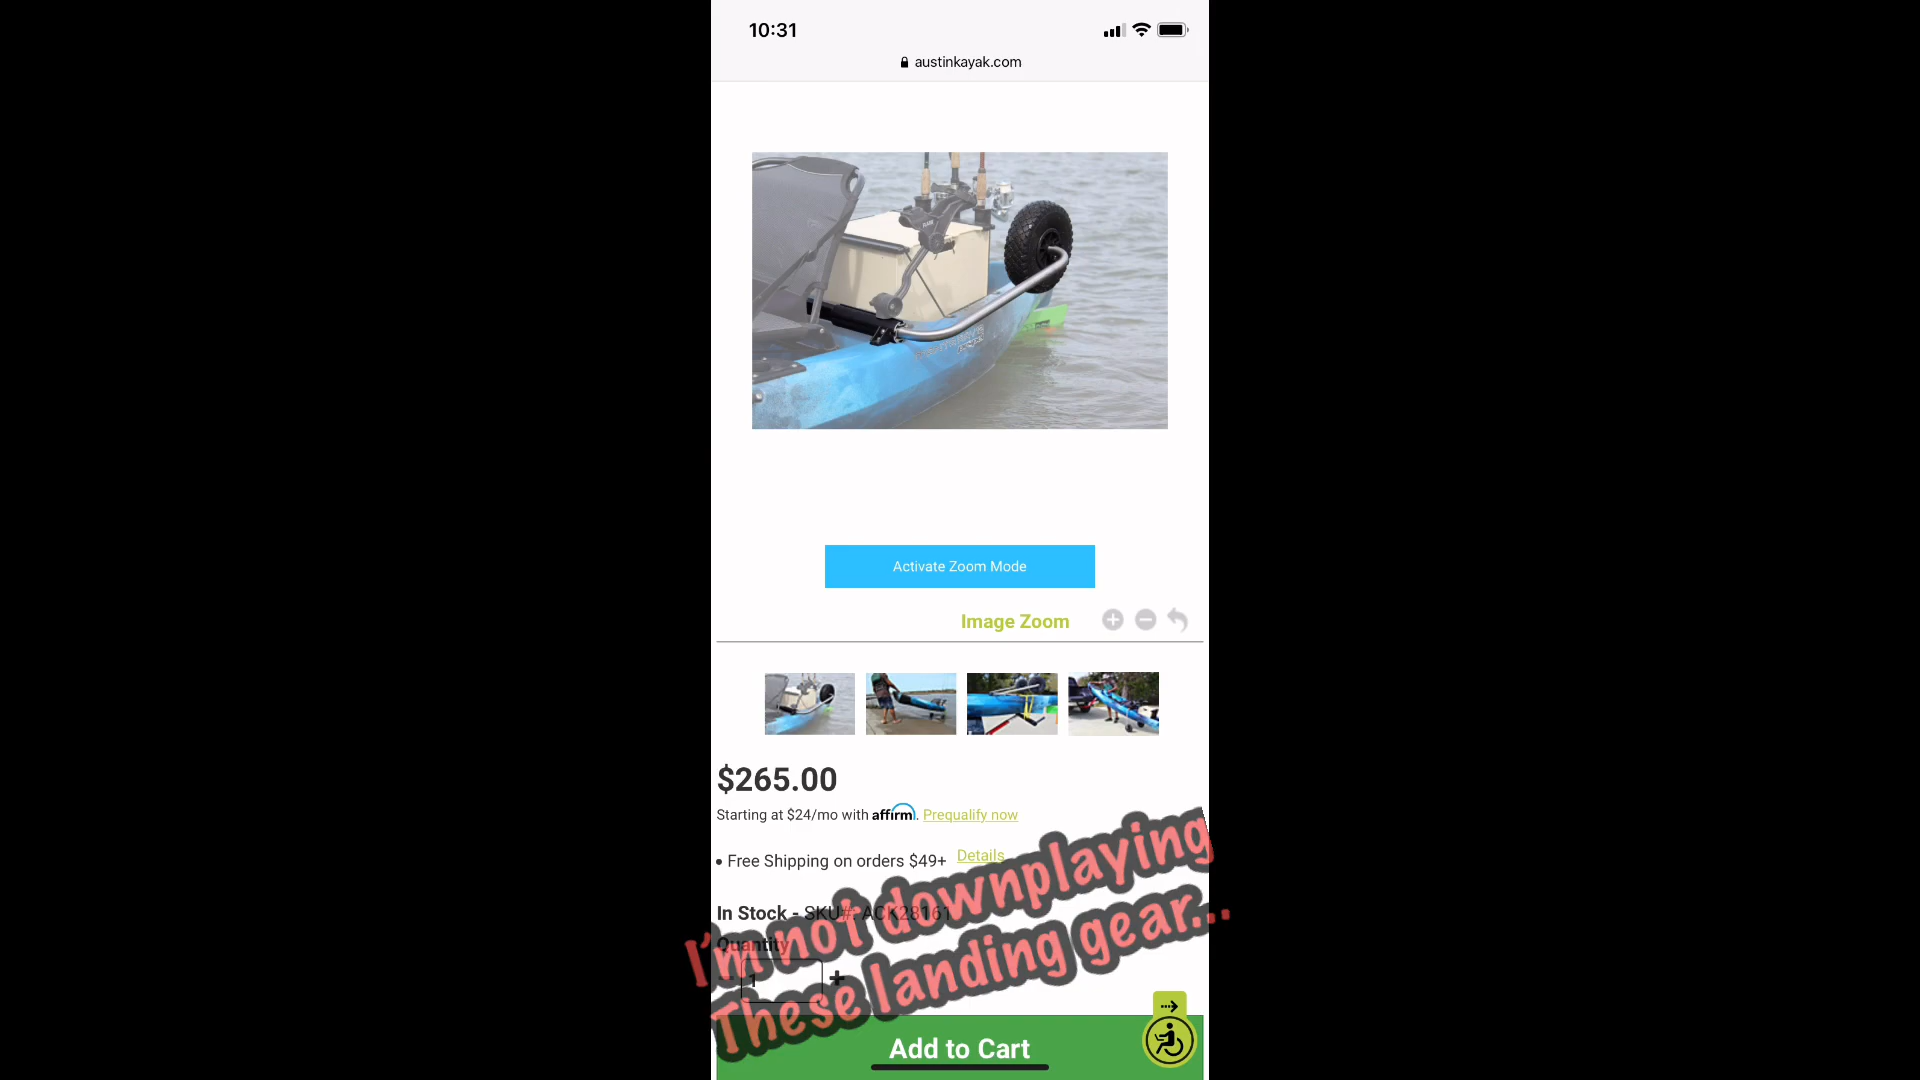 10:31
austinkayak.com
Activate Zoom Mode
Image Zoom
$265.00
Starting at $24/mo with affirm. Prequalify now
• Free Shipping on orders $49+ Details
In Stock - SKU#: ACK28161
Quantity
1 +
I'm not downplaying
These landing gear...
Add to Cart